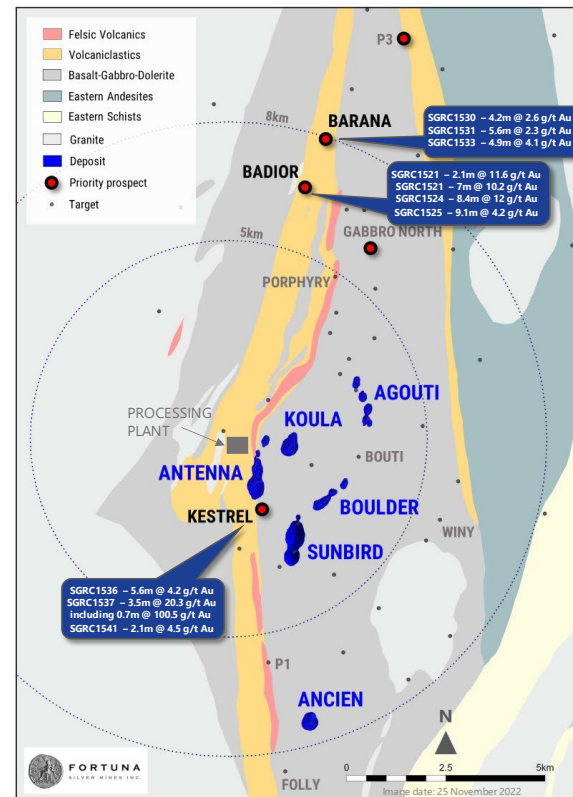 Felsic Volcanics
Volcaniclastics
Basalt-Gabbro-Dolerite
Eastern Andesites
Eastern Schists
Granite
Deposit
Priority prospect
Target
P3
8km
BARANA
SGRC1530 – 4.2m @ 2.6 g/t Au
SGRC1531 – 5.6m @ 2.3 g/t Au
SGRC1533 – 4.9m @ 4.1 g/t Au
BADIOR
SGRC1521 – 2.1m @ 11.6 g/t Au
SGRC1521 – 7m @ 10.2 g/t Au
SGRC1524 – 8.4m @ 12 g/t Au
SGRC1525 – 9.1m @ 4.2 g/t Au
GABBRO NORTH
5km
PORPHYRY
AGOUTI
PROCESSING
PLANT
KOULA
BOUTI
ANTENNA
BOULDER
KESTREL
WINY
SUNBIRD
SGRC1536 – 5.6m @ 4.2 g/t Au
SGRC1537 – 3.5m @ 20.3 g/t Au
including 0.7m @ 100.5 g/t Au
SGRC1541 – 2.1m @ 4.5 g/t Au
P1
ANCIEN
N
FORTUNA
SILVER MINES INC.
FOLLY
0 2.5 5km
Image date: 25 November 2022